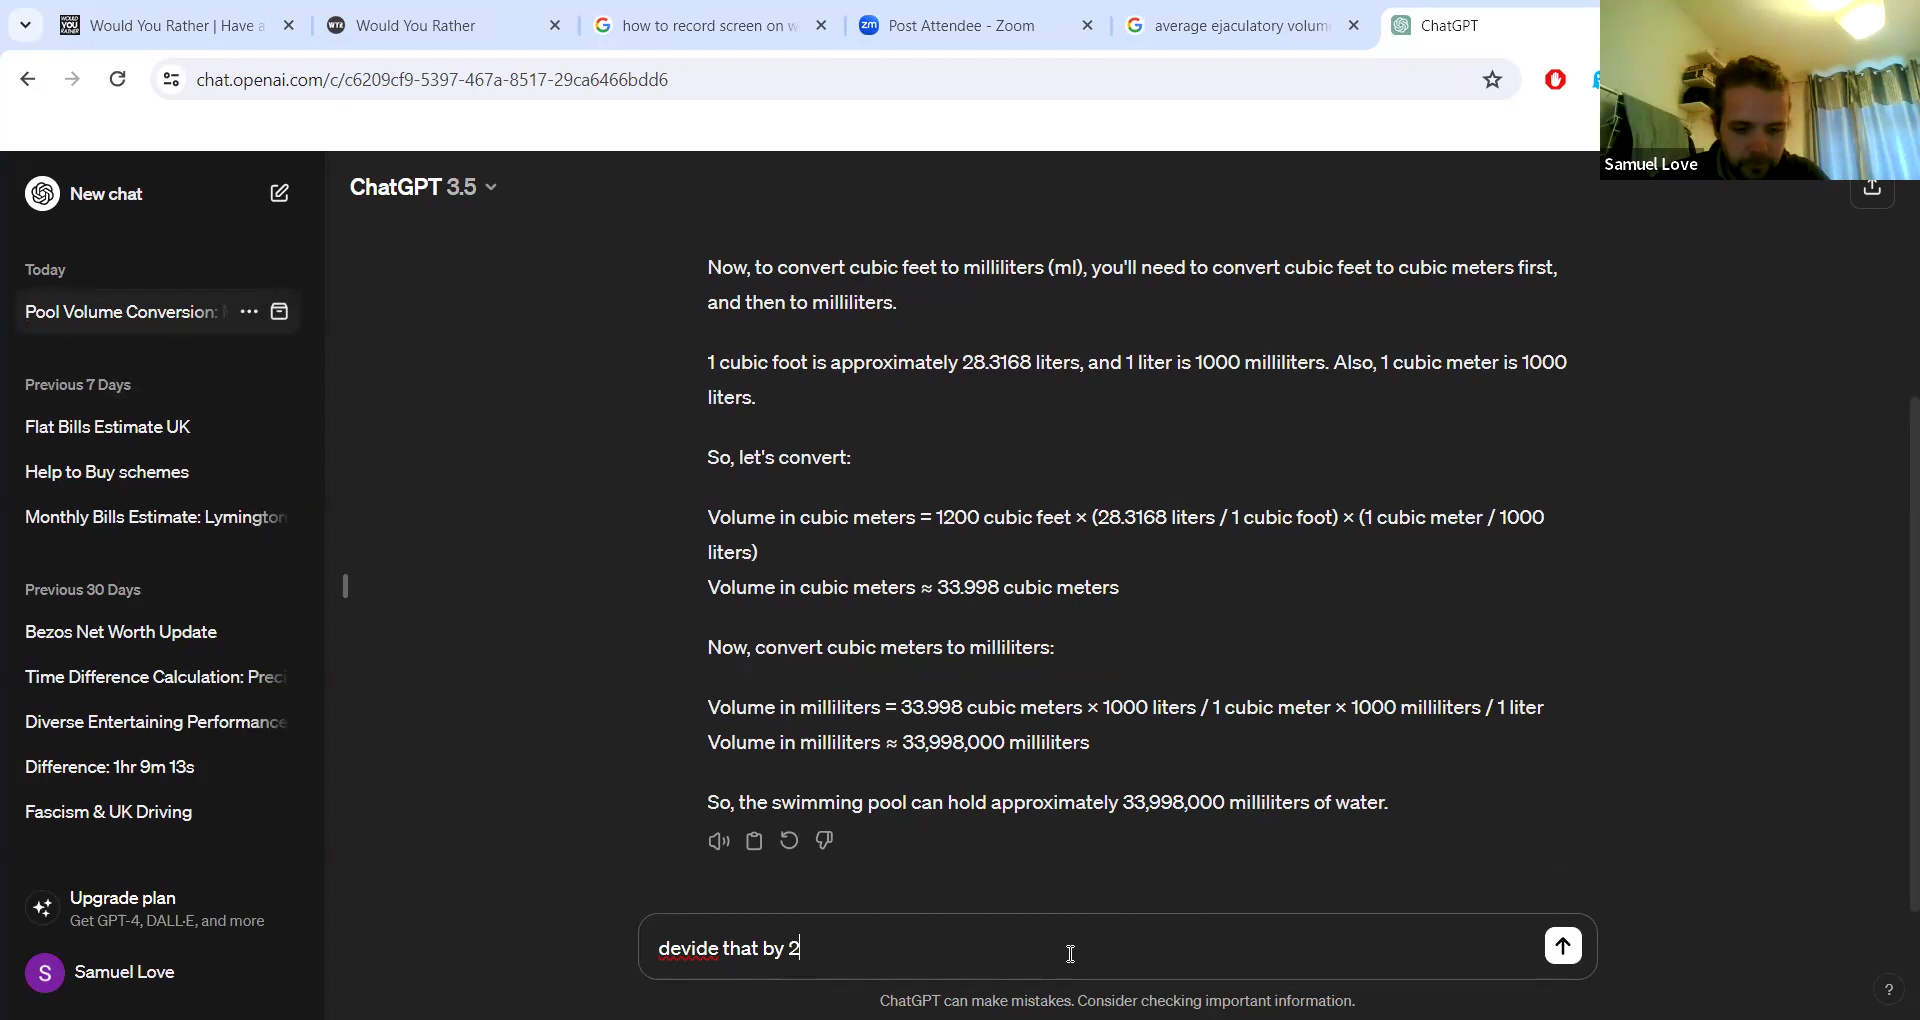 Would You Rather | Have a
Would You Rather
how to record screen on w
Post Attendee - Zoom
average ejaculatory volum
ChatGPT
chat.openai.com/c/c6209cf9-5397-467a-8517-29ca6466bdd6
Samuel Love
New chat
Today
Pool Volume Conversion:
Previous 7 Days
Flat Bills Estimate UK
Help to Buy schemes
Monthly Bills Estimate: Lymington
Previous 30 Days
Bezos Net Worth Update
Time Difference Calculation: Preci
Diverse Entertaining Performance
Difference: 1hr 9m 13s
Fascism & UK Driving
Upgrade plan
Get GPT-4, DALL·E, and more
S
Samuel Love
ChatGPT 3.5
Now, to convert cubic feet to milliliters (ml), you'll need to convert cubic feet to cubic meters first,
and then to milliliters.
1 cubic foot is approximately 28.3168 liters, and 1 liter is 1000 milliliters. Also, 1 cubic meter is 1000
liters.
So, let's convert:
Volume in cubic meters = 1200 cubic feet × (28.3168 liters / 1 cubic foot) × (1 cubic meter / 1000
liters)
Volume in cubic meters ≈ 33.998 cubic meters
Now, convert cubic meters to milliliters:
Volume in milliliters = 33.998 cubic meters × 1000 liters / 1 cubic meter × 1000 milliliters / 1 liter
Volume in milliliters ≈ 33,998,000 milliliters
So, the swimming pool can hold approximately 33,998,000 milliliters of water.
devide that by 2
ChatGPT can make mistakes. Consider checking important information.
?